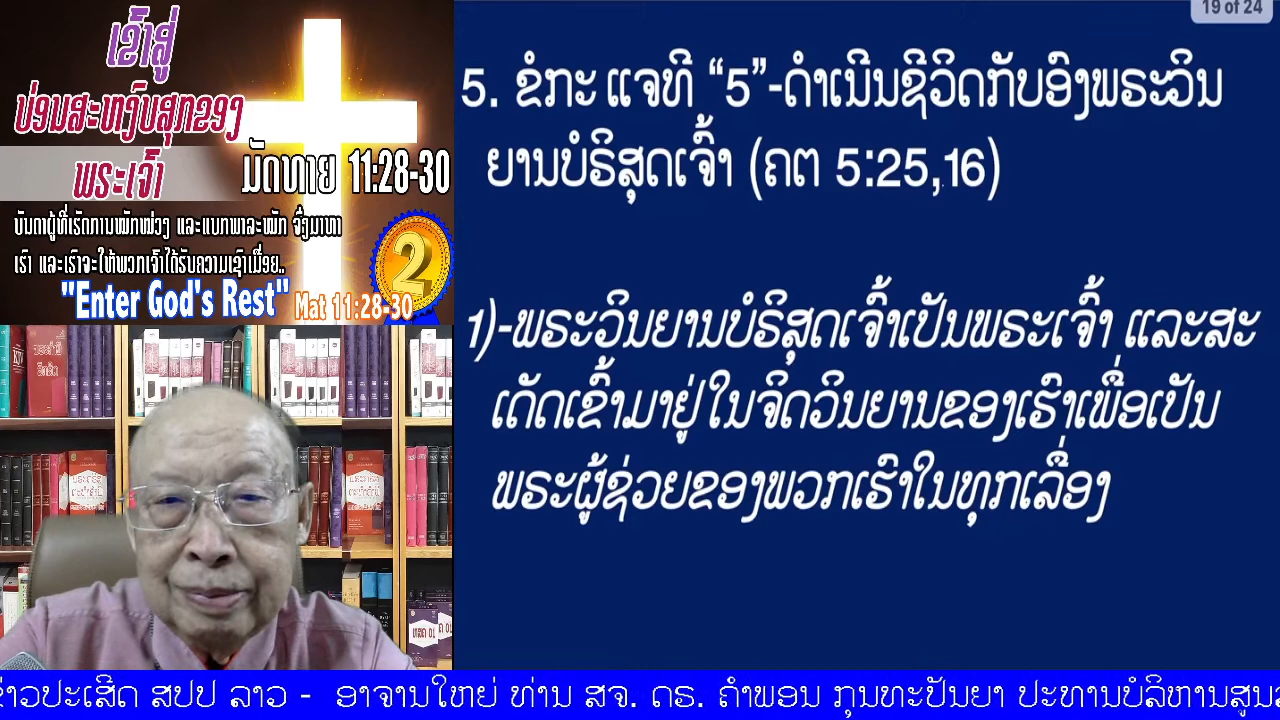 ເຂົ້າສູ່
ບ່ອນສະຫງົບສຸກຂອງ
ພຣະເຈົ້າ
ມັດທາຍ 11:28-30
ບັນດາຜູ້ທີ່ເຮັດການໜັກໜ່ວງ ແລະແບກພາລະໜັກ ຈົ່ງມາຫາ
ເຮົາ ແລະເຮົາຈະໃຫ້ພວກເຈົ້າໄດ້ຮັບຄວາມເຊົາເມື່ອຍ..
2
"Enter God's Rest" Mat 11:28-30
19 of 24
5. ຂໍກະ ແຈທີ “5”-ດຳເນີນຊີວິດກັບອົງພຣະວິນ
ຍານບໍຣິສຸດເຈົ້າ (ຄຕ 5:25,16)
1)-ພຣະວິນຍານບໍຣິສຸດເຈົ້າເປັນພຣະເຈົ້າ ແລະສະ
ເດັດເຂົ້າມາຢູ່ໃນຈິດວິນຍານຂອງເຮົາເພື່ອເປັນ
ພຣະຜູ້ຊ່ວຍຂອງພວກເຮົາໃນທຸກເລື່ອງ
ຂ່າວປະເສີດ ສປປ ລາວ - ອາຈານໃຫຍ່ ທ່ານ ສຈ. ດຣ. ຄຳພອນ ກຸນທະປັນຍາ ປະທານບໍລິຫານສູນ